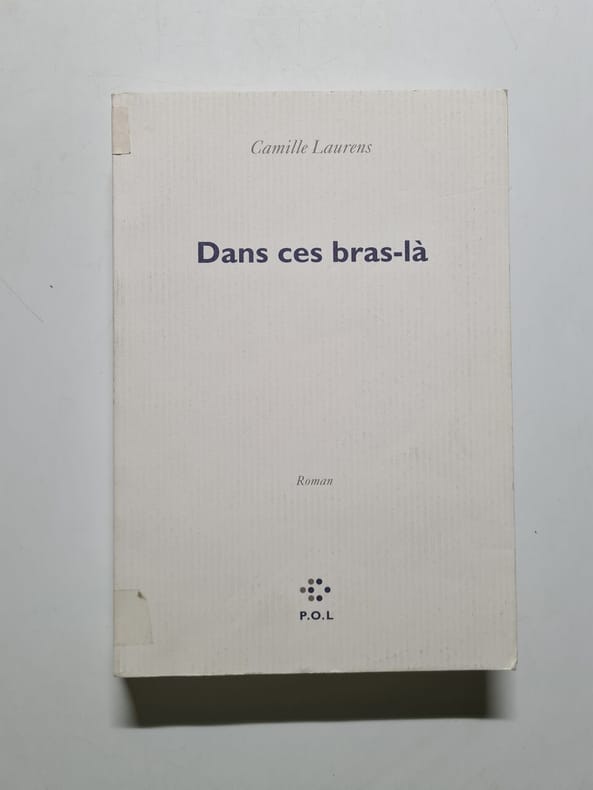 Camille Laurens
Dans ces bras-là
Roman
P.O.L